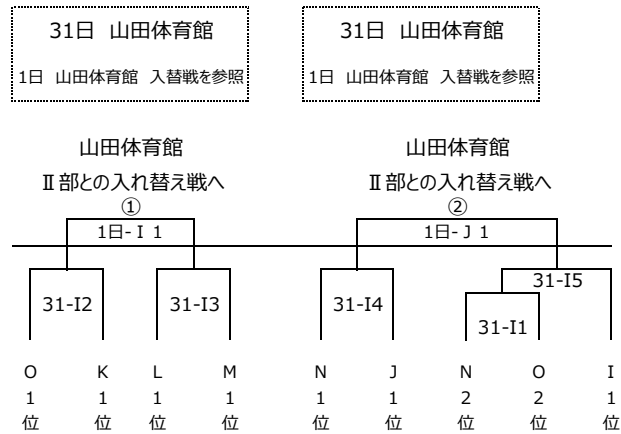 31日 山田体育館
1日 山田体育館 入替戦を参照
31日 山田体育館
1日 山田体育館 入替戦を参照
山田体育館
Ⅱ部との入れ替え戦へ
①
1日-Ｉ１
山田体育館
Ⅱ部との入れ替え戦へ
②
1日-Ｊ１
31-I2
31-I3
31-I4
31-I5
31-I1
O K L M N J N O I
1 1 1 1 1 1 2 2 1
位 位 位 位 位 位 位 位 位